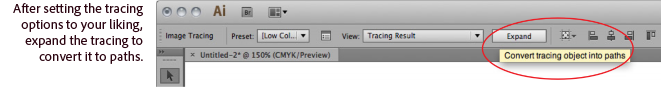 After setting the tracing
options to your liking,
expand the tracing to
convert it to paths.
Ai Br
Image Tracing Preset: [Low Col... View: Tracing Result Expand
Convert tracing object into paths
× Untitled-2* @ 150% (CMYK/Preview)